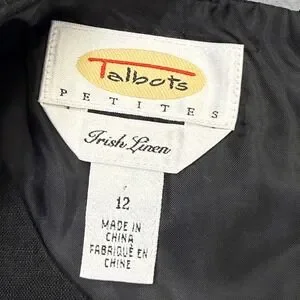 Talbots
PETITES
Irish Linen
12
MADE IN
CHINA
FABRIQUÉ EN
CHINE